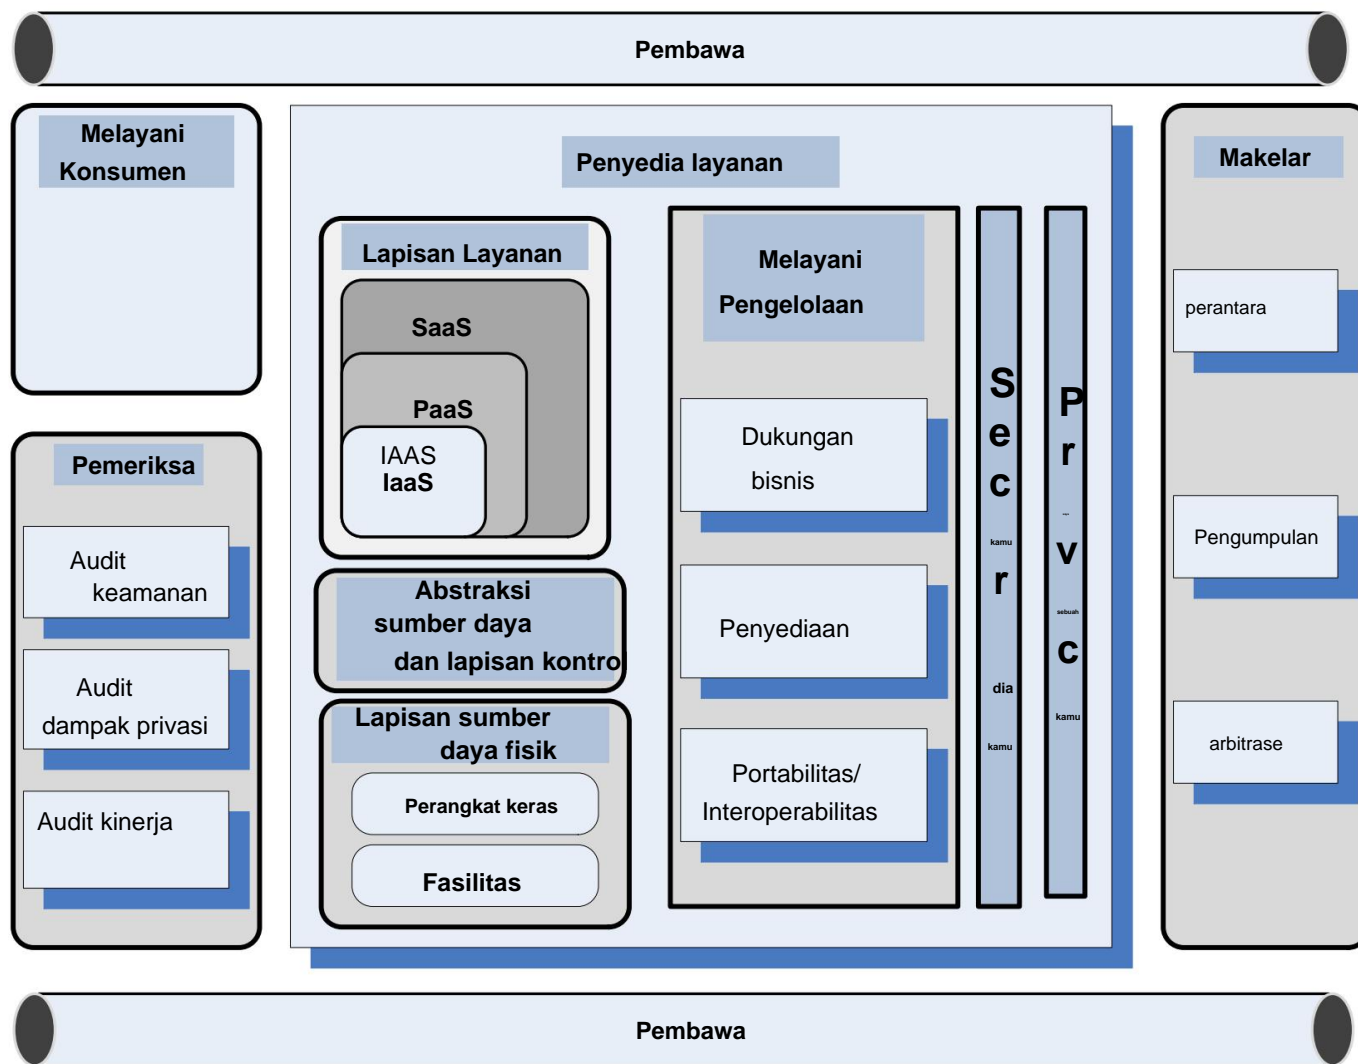 Pembawa
Melayani
Konsumen
Pemeriksa
Audit
keamanan
Audit
dampak privasi
Audit kinerja
Penyedia layanan
Lapisan Layanan
SaaS
PaaS
IAAS
IaaS
Abstraksi
sumber daya
dan lapisan kontrol
Lapisan sumber
daya fisik
Perangkat keras
Fasilitas
Melayani
Pengelolaan
Dukungan
bisnis
Penyediaan
Portabilitas/
Interoperabilitas
S
e
c
kamu
r
dia
kamu
P
r
v
sebuah
c
kamu
Makelar
perantara
Pengumpulan
arbitrase
Pembawa